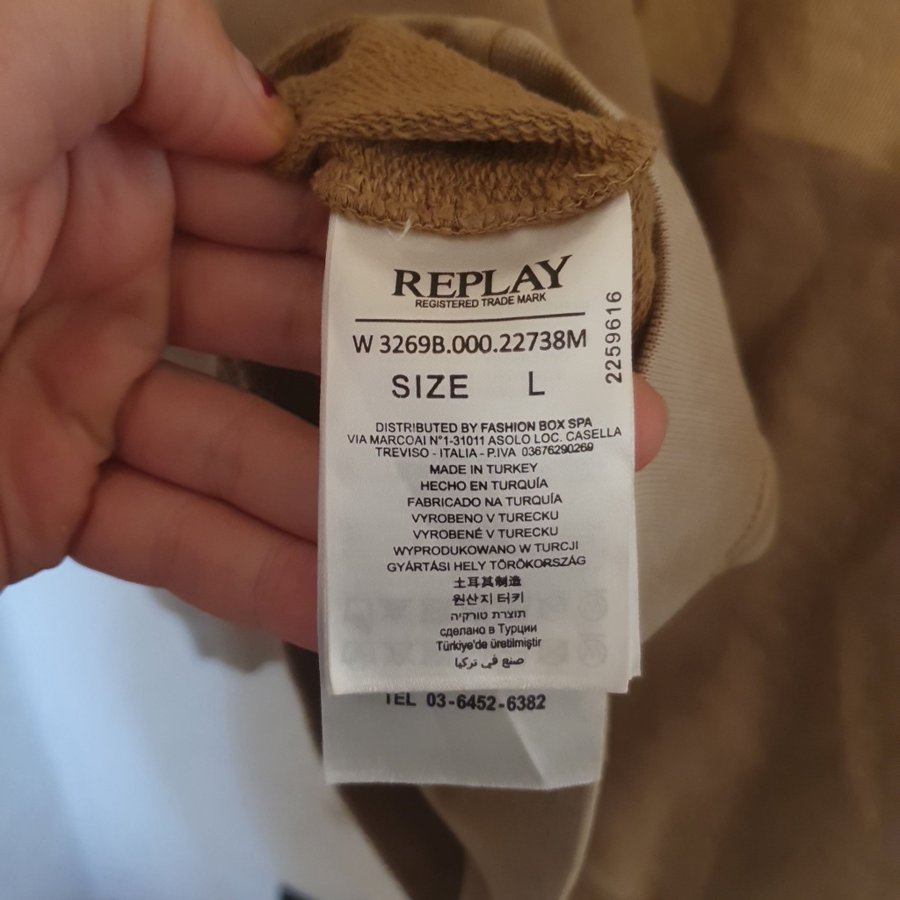 REPLAY
REGISTERED TRADE MARK
W 3269B.000.22738M
SIZE L
2259616
DISTRIBUTED BY FASHION BOX SPA
VIA MARCOAI N°1-31011 ASOLO LOC. CASELLA
TREVISO - ITALIA - P.IVA 03676290269
MADE IN TURKEY
HECHO EN TURQUÍA
FABRICADO NA TURQUÍA
VYROBENO V TURECKU
VYROBENÉ V TURECKU
WYPRODUKOWANO W TURCJI
GYÁRTÁSI HELY TÖRÖKORSZÁG
土耳其制造
원산지 터키
תוצרת טורקיה
сделано в Турции
Türkiye'de üretilmiştir
صنع في تركيا
TEL 03-6452-6382